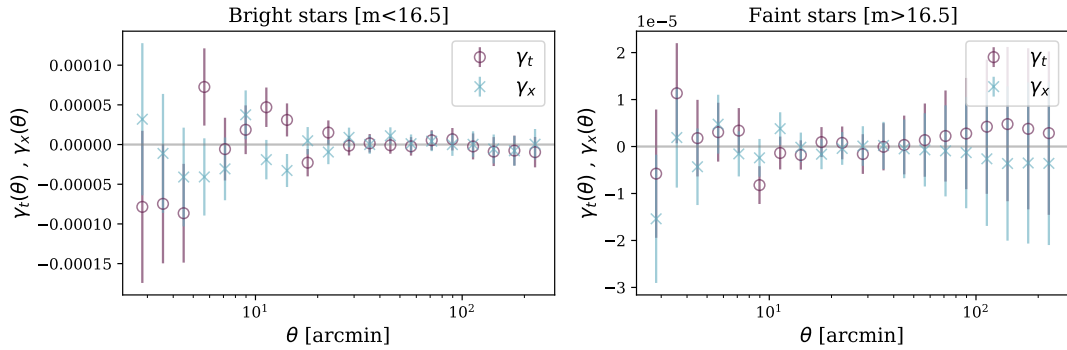 Bright stars [m<16.5]
γt(θ) , γx(θ)
0.00010
0.00005
0.00000
−0.00005
−0.00010
−0.00015
γt
γx
10¹
10²
θ [arcmin]
Faint stars [m>16.5]
1e−5
γt(θ) , γx(θ)
2
1
0
−1
−2
−3
γt
γx
10¹
10²
θ [arcmin]